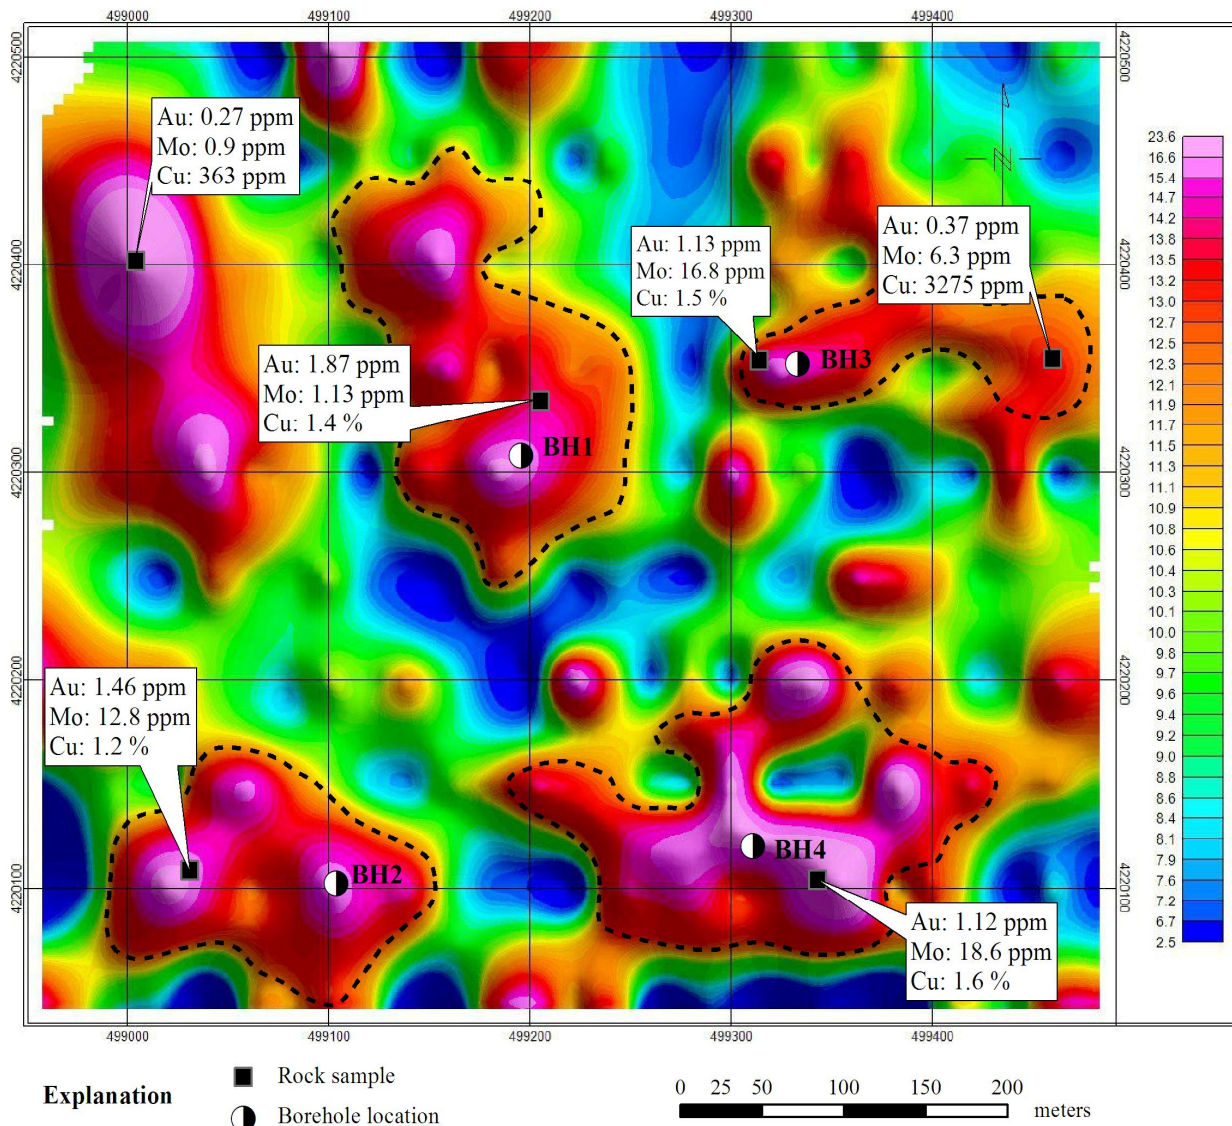 499000 499100 499200 499300 499400
4220500 4220500
Au: 0.27 ppm
Mo: 0.9 ppm
Cu: 363 ppm
N
Au: 1.13 ppm
Mo: 16.8 ppm
Cu: 1.5 %
Au: 0.37 ppm
Mo: 6.3 ppm
Cu: 3275 ppm
4220400 4220400
BH3
Au: 1.87 ppm
Mo: 1.13 ppm
Cu: 1.4 %
BH1
4220300 4220300
4220200 4220200
Au: 1.46 ppm
Mo: 12.8 ppm
Cu: 1.2 %
BH2
BH4
4220100 4220100
Au: 1.12 ppm
Mo: 18.6 ppm
Cu: 1.6 %
499000 499100 499200 499300 499400
23.6
16.6
15.4
14.7
14.2
13.8
13.5
13.2
13.0
12.7
12.5
12.3
12.1
11.9
11.7
11.5
11.3
11.1
10.9
10.8
10.6
10.4
10.3
10.1
10.0
9.7
9.6
9.4
9.2
9.0
8.8
8.6
8.4
8.1
7.9
7.6
7.2
6.7
2.5
Explanation
Rock sample
Borehole location
0 25 50 100 150 200
meters